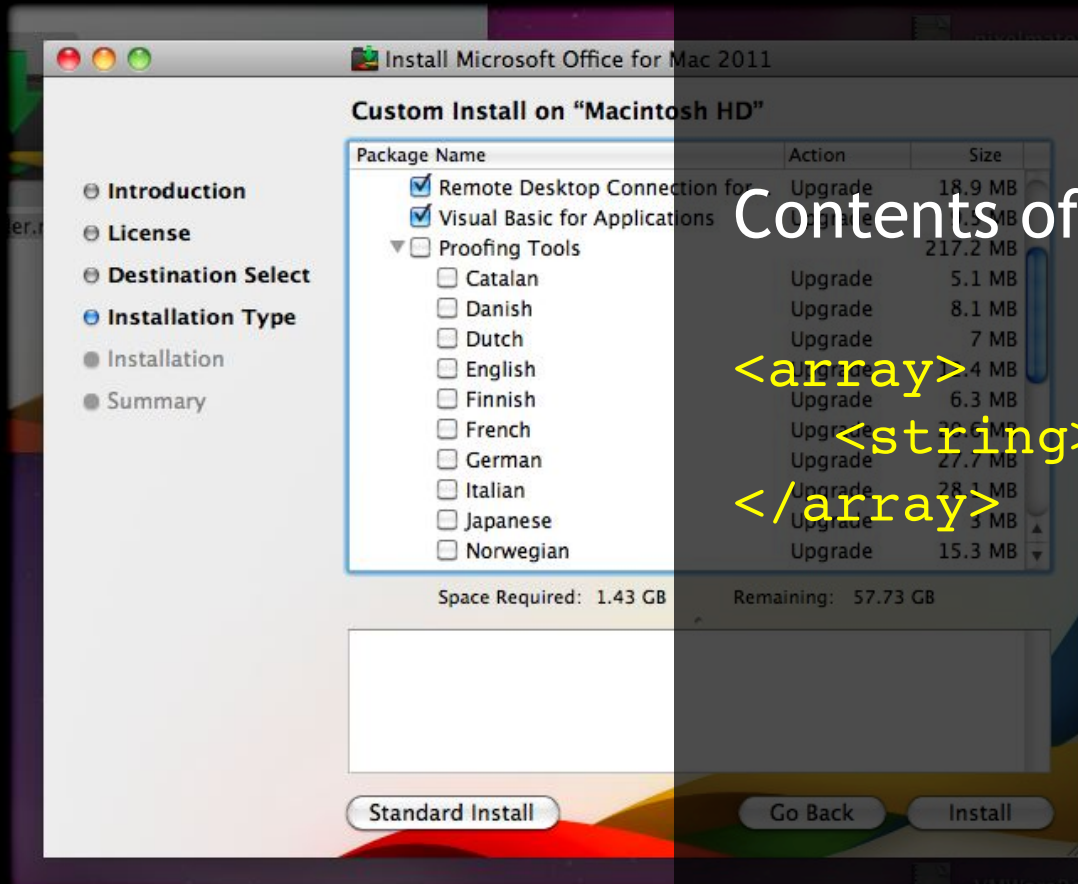 Install Microsoft Office for Mac 2011
Custom Install on “Macintosh HD”
Package Name Action Size
Remote Desktop Connection for Upgrade 18.9 MB
Visual Basic for Applications
Proofing Tools 217.2 MB
Catalan Upgrade 5.1 MB
Danish Upgrade 8.1 MB
Dutch Upgrade 7 MB
English
Finnish Upgrade 6.3 MB
French
German Upgrade 27.7 MB
Italian
Japanese Upgrade 3 MB
Norwegian Upgrade 15.3 MB
Introduction
License
Destination Select
Installation Type
Installation
Summary
Space Required: 1.43 GB Remaining: 57.73 GB
Standard Install Go Back Install
Contents of
<array>
<string>
</array>